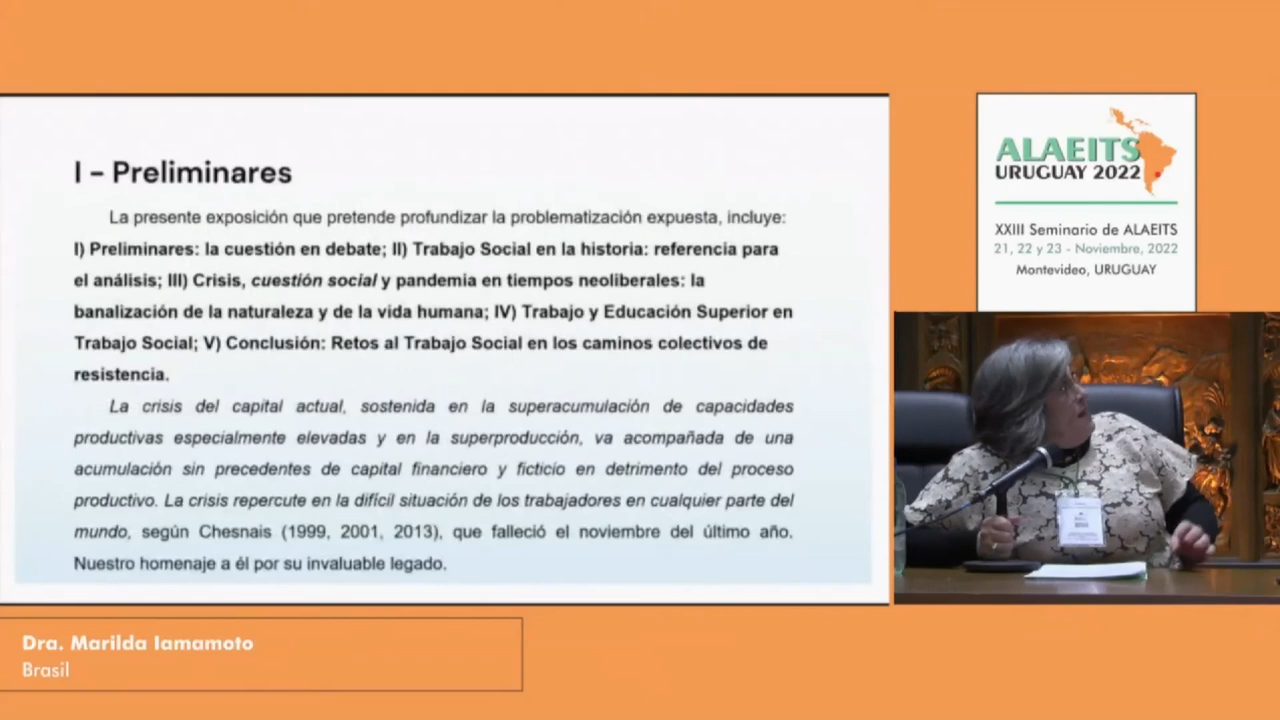 I – Preliminares
La presente exposición que pretende profundizar la problematización expuesta, incluye:
I) Preliminares: la cuestión en debate; II) Trabajo Social en la historia: referencia para
el análisis; III) Crisis, cuestión social y pandemia en tiempos neoliberales: la
banalización de la naturaleza y de la vida humana; IV) Trabajo y Educación Superior en
Trabajo Social; V) Conclusión: Retos al Trabajo Social en los caminos colectivos de
resistencia.
La crisis del capital actual, sostenida en la superacumulación de capacidades
productivas especialmente elevadas y en la superproducción, va acompañada de una
acumulación sin precedentes de capital financiero y ficticio en detrimento del proceso
productivo. La crisis repercute en la difícil situación de los trabajadores en cualquier parte del
mundo, según Chesnais (1999, 2001, 2013), que falleció el noviembre del último año.
Nuestro homenaje a él por su invaluable legado.
ALAEITS
URUGUAY 2022
XXIII Seminario de ALAEITS
21, 22 y 23 - Noviembre, 2022
Montevideo, URUGUAY
Dra. Marilda Iamamoto
Brasil